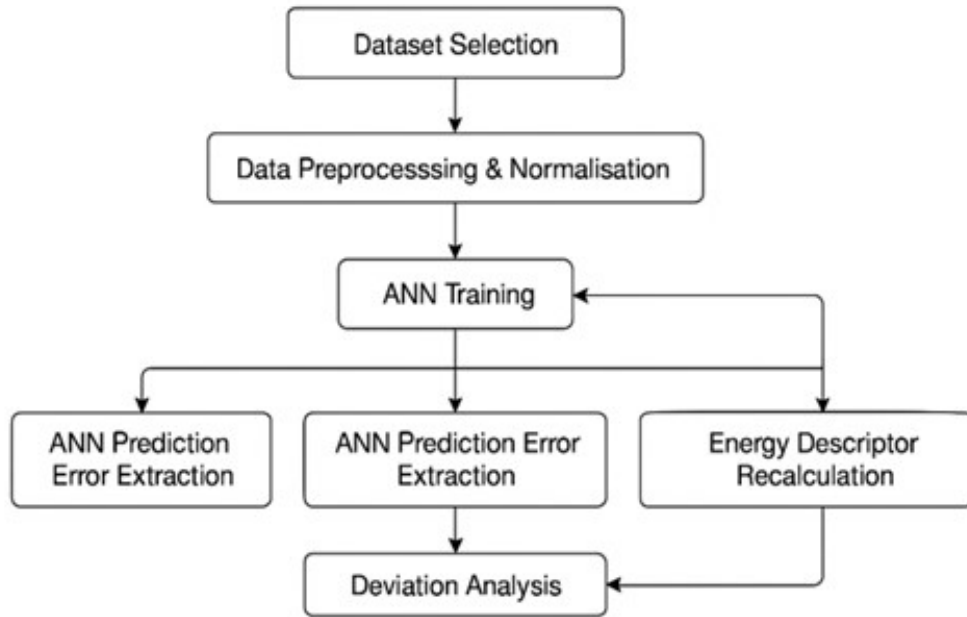 Dataset Selection
Data Preprocesssing & Normalisation
ANN Training
ANN Prediction
Error Extraction
ANN Prediction Error
Extraction
Energy Descriptor
Recalculation
Deviation Analysis